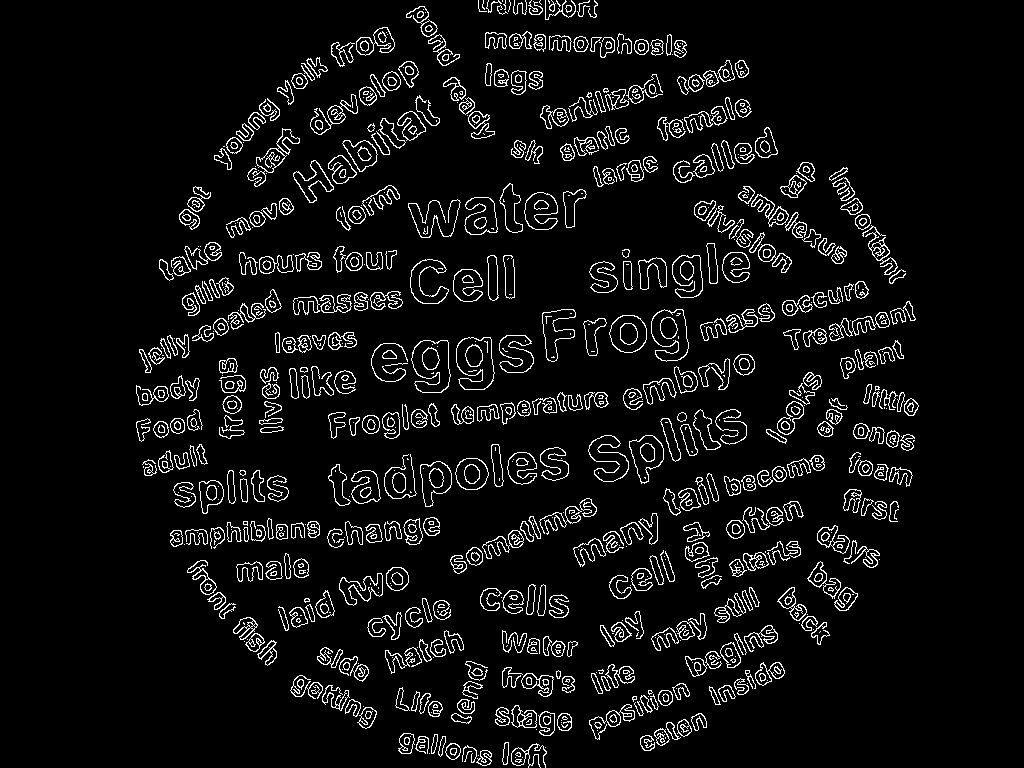 transport
pond
metamorphosis
frog
legs
yolk
develop
ready
fertilized
toads
young
start
Habitat
sit
static
female
large
called
got
move
form
water
tap
important
amplexus
division
take
hours
four
Cell
single
gills
jelly-coated
masses
mass
occurs
leaves
eggs
Frog
Treatment
body
frogs
lives
like
embryo
plant
Food
Froglet
temperature
looks
eat
little
ones
adult
splits
tadpoles
Splits
tail
become
foam
amphibians
change
sometimes
many
right
often
first
front
male
laid
two
cell
starts
days
fish
cycle
cells
lay
may
still
bag
back
side
hatch
Water
begins
getting
Life
tend
frog's
life
position
inside
stage
gallons
left
eaten